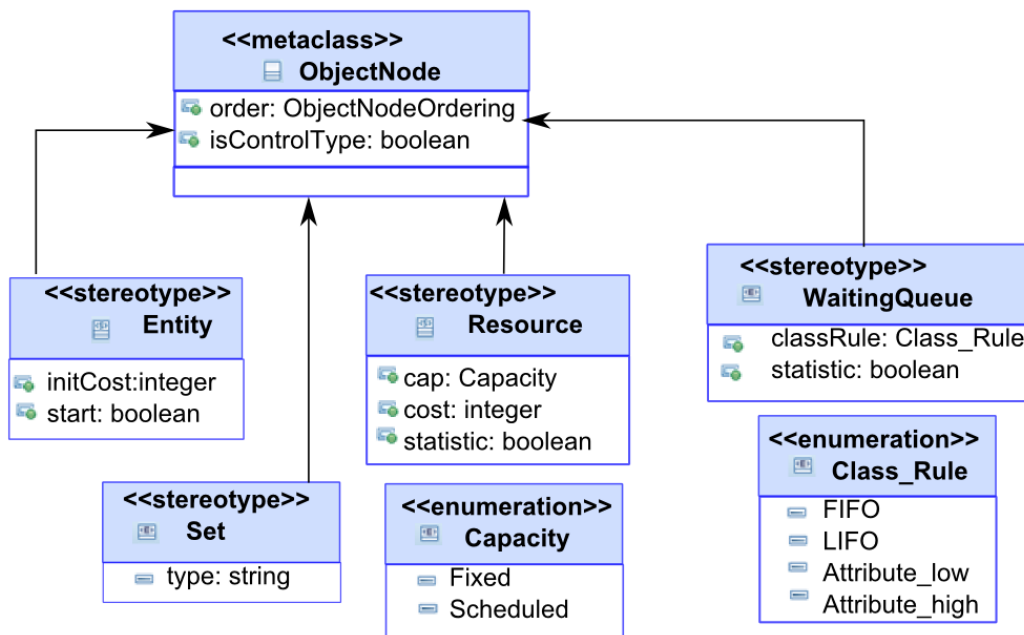 <<metaclass>>
ObjectNode
order: ObjectNodeOrdering
isControlType: boolean
<<stereotype>>
Entity
initCost:integer
start: boolean
<<stereotype>>
Resource
cap: Capacity
cost: integer
statistic: boolean
<<stereotype>>
WaitingQueue
classRule: Class_Rule
statistic: boolean
<<stereotype>>
Set
type: string
<<enumeration>>
Capacity
Fixed
Scheduled
<<enumeration>>
Class_Rule
FIFO
LIFO
Attribute_low
Attribute_high